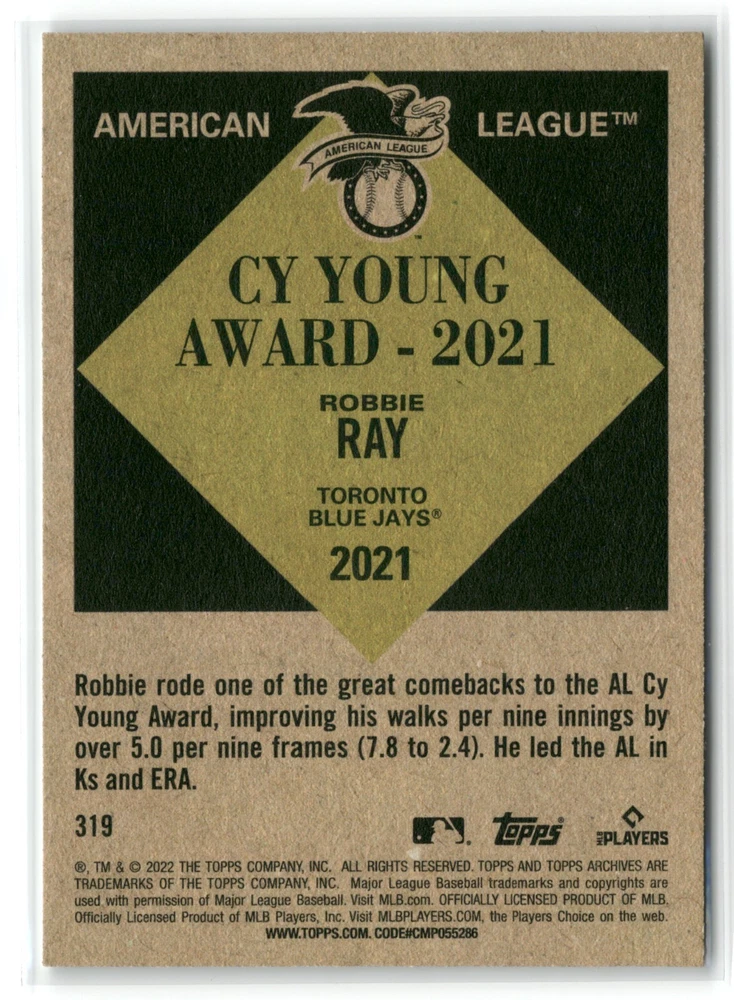 AMERICAN LEAGUE™
AMERICAN LEAGUE
™
CY YOUNG
AWARD - 2021
ROBBIE
RAY
TORONTO
BLUE JAYS®
2021
Robbie rode one of the great comebacks to the AL Cy
Young Award, improving his walks per nine innings by
over 5.0 per nine frames (7.8 to 2.4). He led the AL in
Ks and ERA.
319
topps
MLB PLAYERS
®, TM & © 2022 THE TOPPS COMPANY, INC. ALL RIGHTS RESERVED. TOPPS AND TOPPS ARCHIVES ARE
TRADEMARKS OF THE TOPPS COMPANY, INC. Major League Baseball trademarks and copyrights are
used with permission of Major League Baseball. Visit MLB.com. OFFICIALLY LICENSED PRODUCT OF MLB
Officially Licensed Product of MLB Players, Inc. Visit MLBPLAYERS.COM, the Players Choice on the web.
WWW.TOPPS.COM. CODE#CMP055286